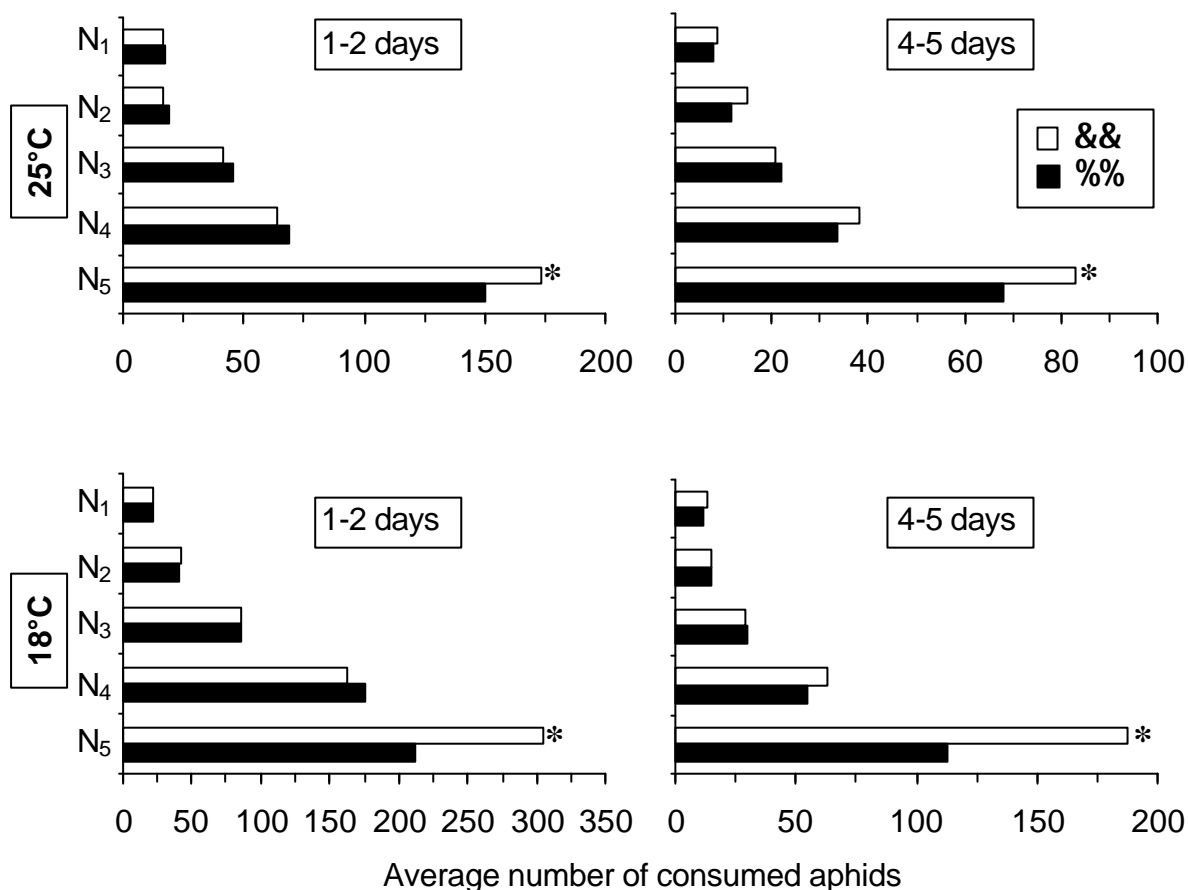 1-2 days
4-5 days
25°C
N1
N2
N3
N4
N5
*
*
&&
%%
0 50 100 150 200
0 20 40 60 80 100
1-2 days
4-5 days
18°C
N1
N2
N3
N4
N5
*
*
0 50 100 150 200 250 300 350
0 50 100 150 200
Average number of consumed aphids